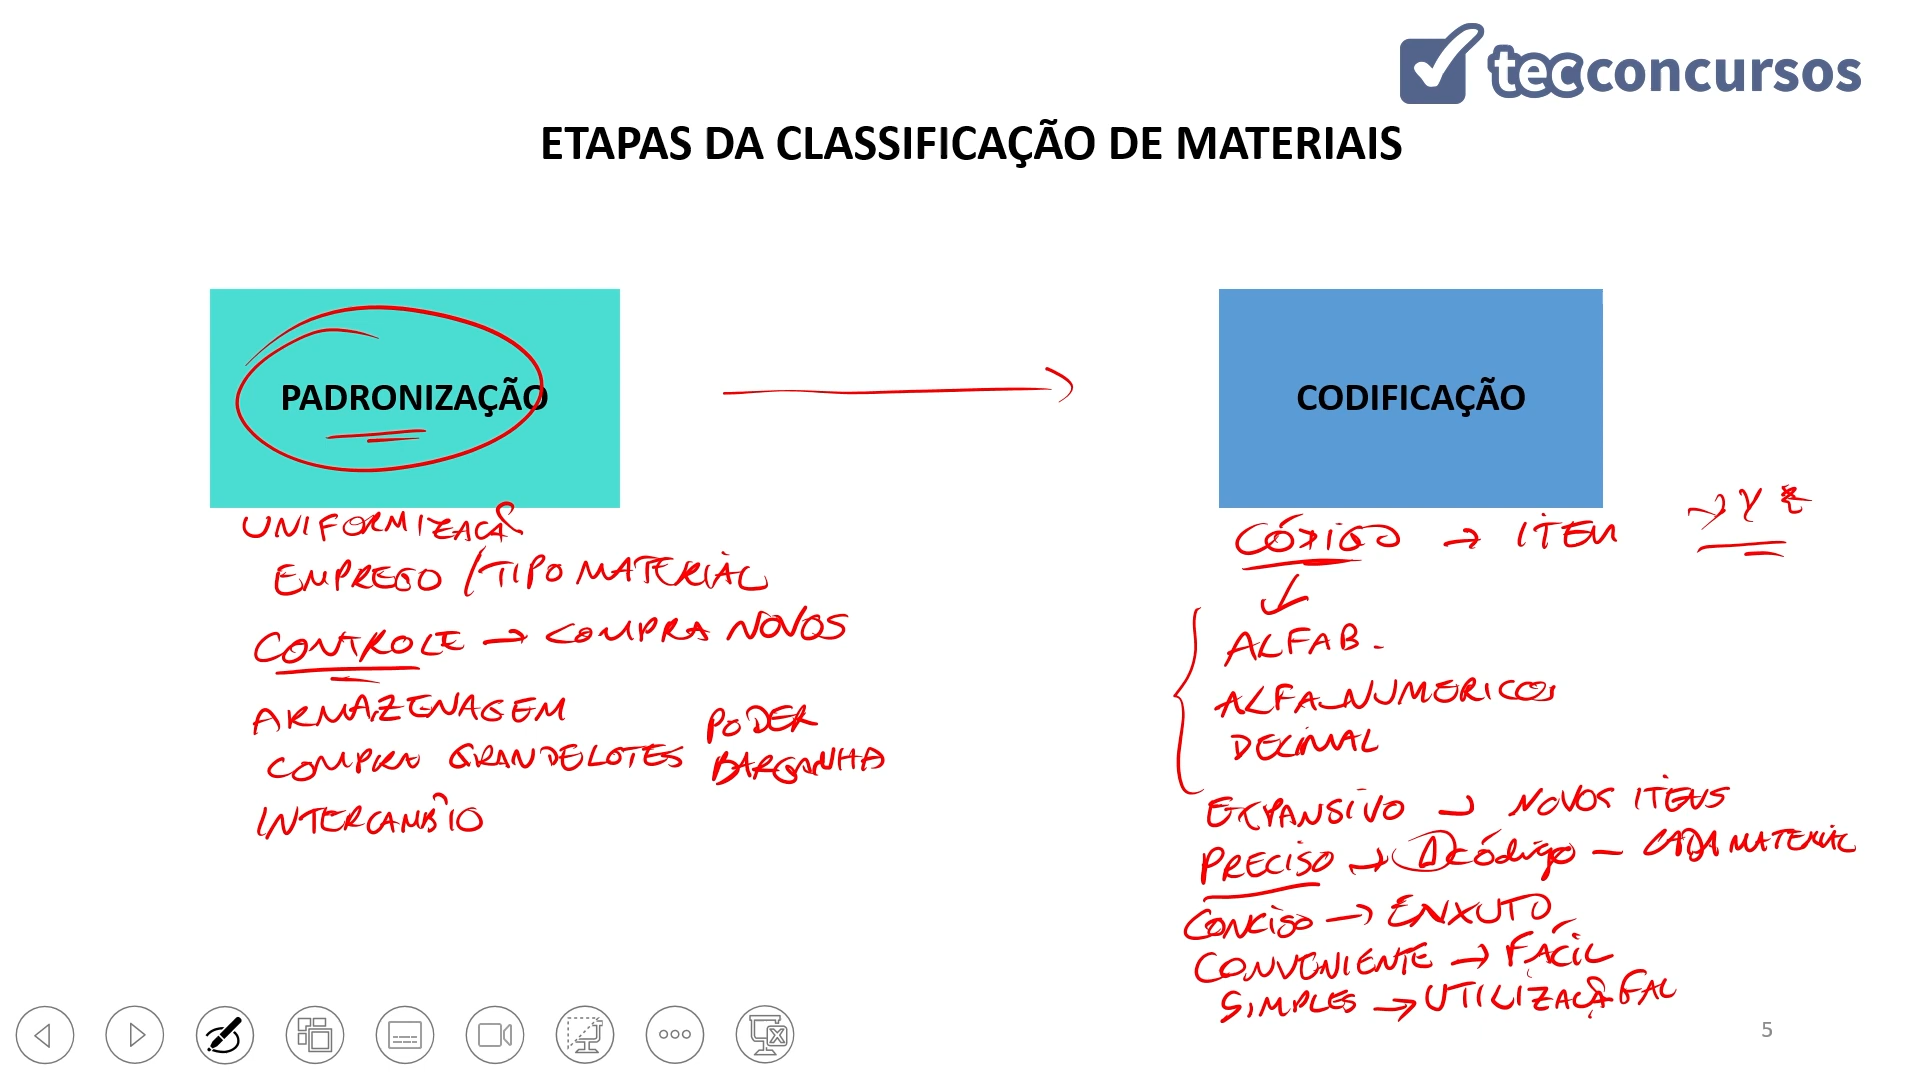 tecconcursos
ETAPAS DA CLASSIFICAÇÃO DE MATERIAIS
PADRONIZAÇÃO
UNIFORMIZAÇÃO
EMPREGO / TIPO MATERIAL
CONTROLE → COMPRA NOVOS
ARMAZENAGEM
COMPRA GRANDE LOTES PODER BARGANHA
INTERCAMBIO
CODIFICAÇÃO
CÓDIGO → ITEM
ALFAB.
ALFANUMERICOS
DECIMAL
EXPANSIVO → NOVOS ITENS
PRECISO → 1 código - CADA MATERIAL
CONCISO → ENXUTO
CONVENIENTE → FÁCIL
SIMPLES → UTILIZAÇÃO FAC
5